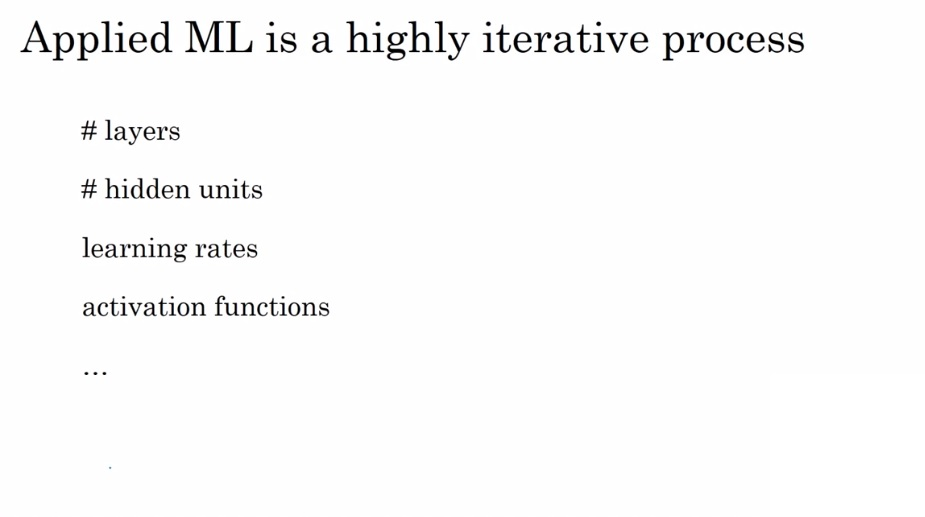 Applied ML is a highly iterative process
# layers
# hidden units
learning rates
activation functions
...